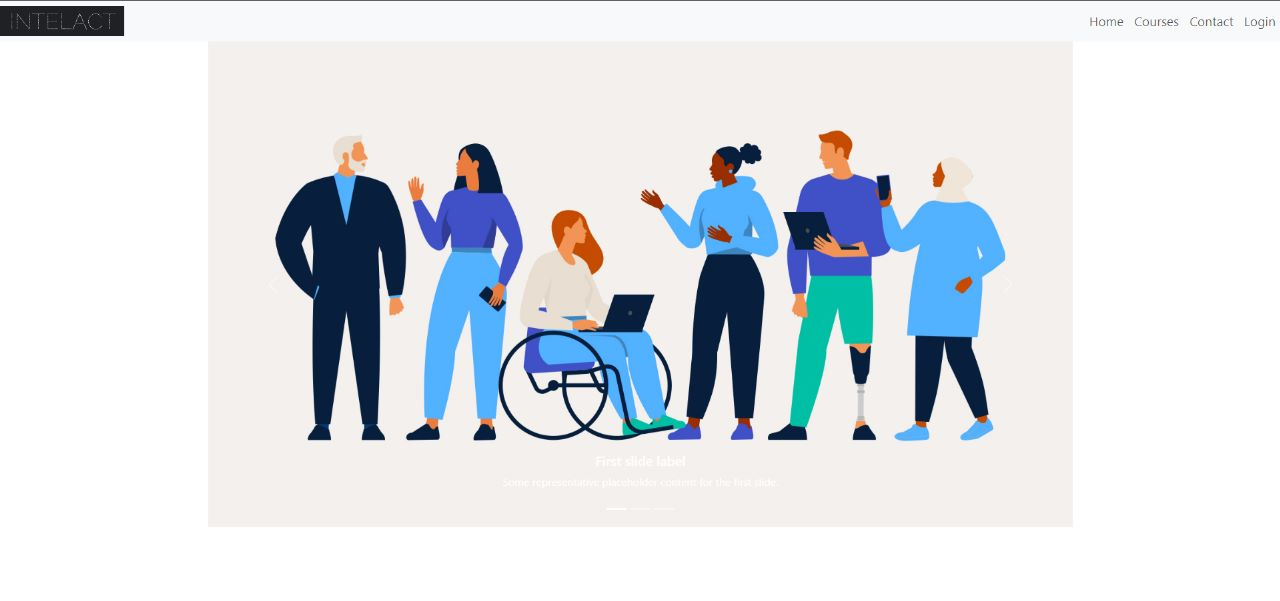 INTELACT
Home Courses Contact Login
First slide label
Some representative placeholder content for the first slide.